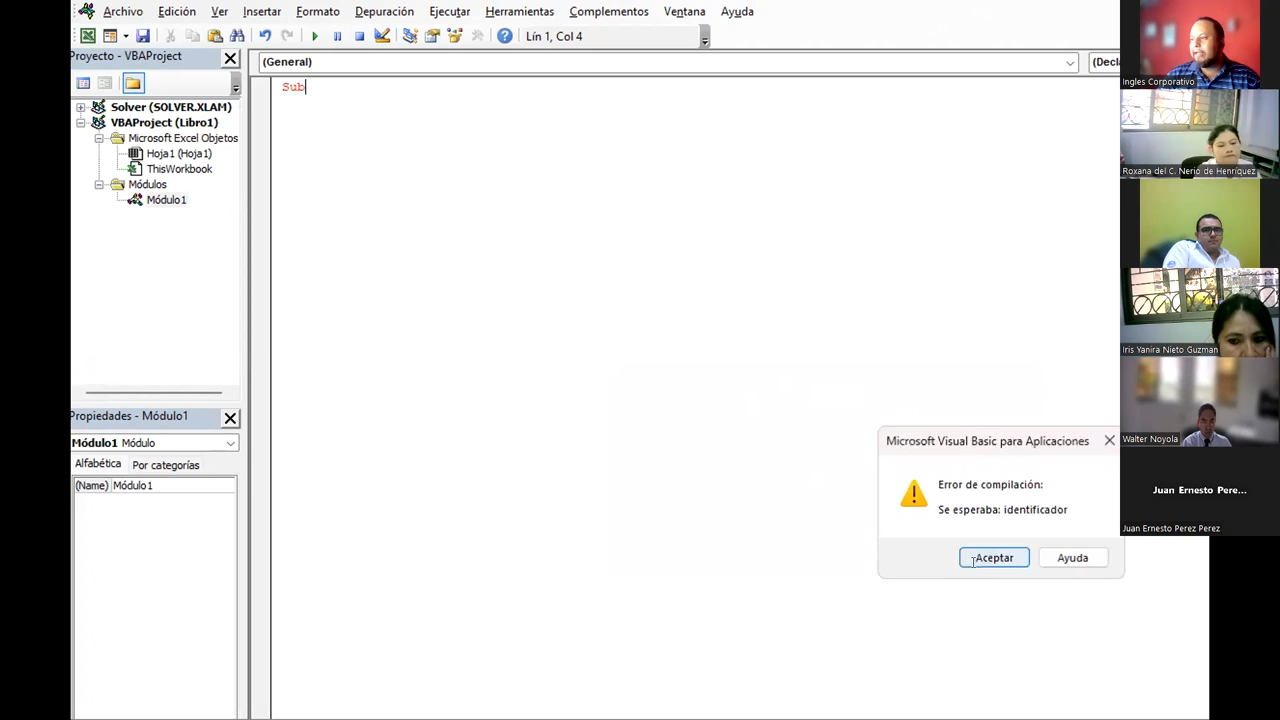 Archivo Edición Ver Insertar Formato Depuración Ejecutar Herramientas Complementos Ventana Ayuda
Lín 1, Col 4
Proyecto - VBAProject
(General)
Solver (SOLVER.XLAM)
VBAProject (Libro1)
Microsoft Excel Objetos
Hoja1 (Hoja1)
ThisWorkbook
Módulos
Módulo1
Propiedades - Módulo1
Módulo1 Módulo
Alfabética Por categorías
(Name) Módulo1
Sub
Microsoft Visual Basic para Aplicaciones
Error de compilación:
Se esperaba: identificador
Aceptar Ayuda
Ingles Corporativo
Roxana del C. Nerio de Henriquez
Iris Yanira Nieto Guzman
Walter Noyola
Juan Ernesto Pere...
Juan Ernesto Perez Perez